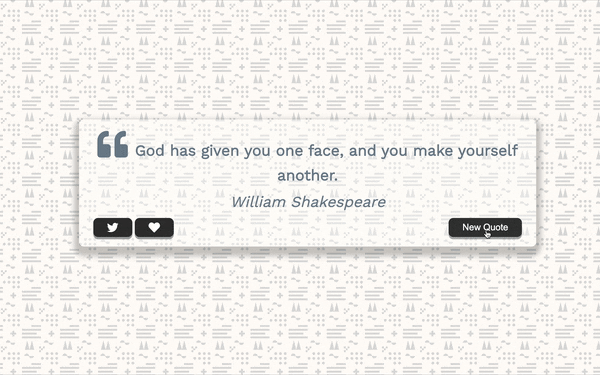 God has given you one face, and you make yourself
another.
William Shakespeare
New Quote